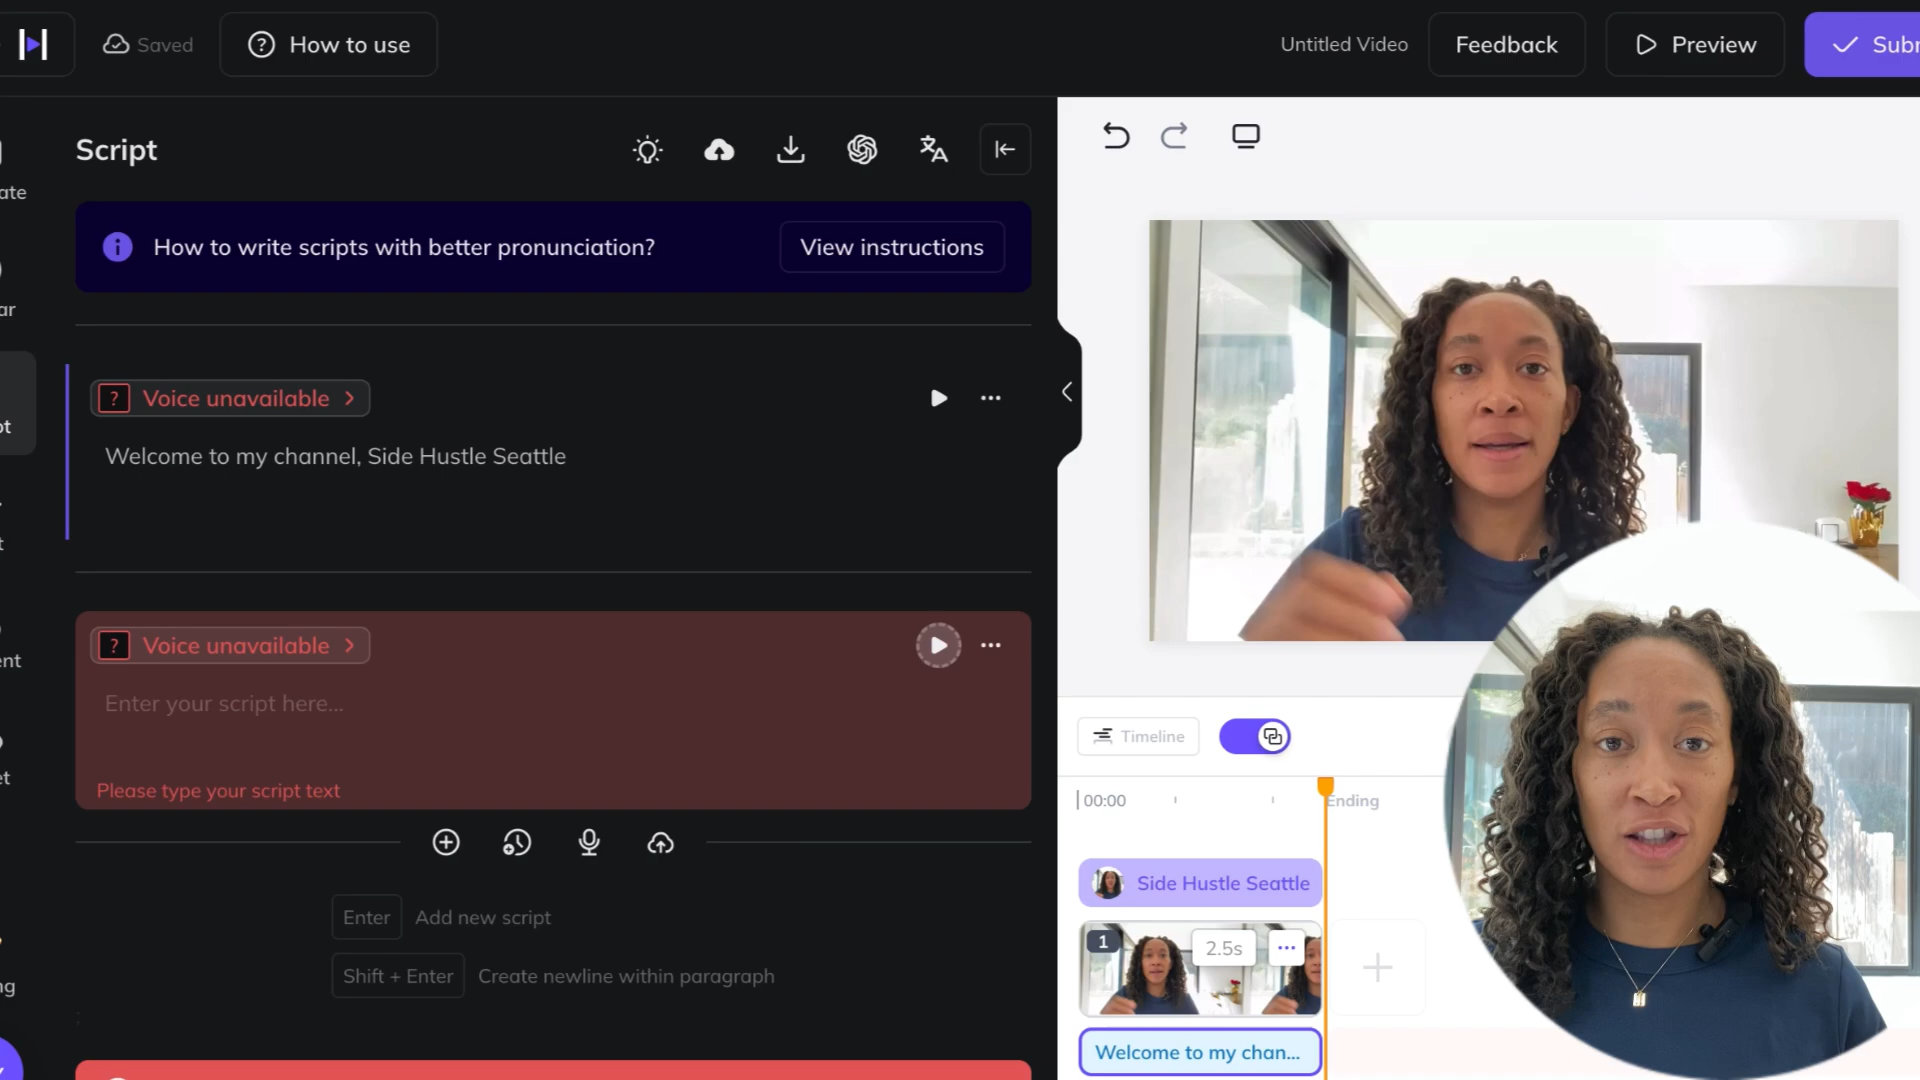 Saved
How to use
Untitled Video
Feedback
Preview
Script
How to write scripts with better pronunciation?
View instructions
? Voice unavailable
Welcome to my channel, Side Hustle Seattle
? Voice unavailable
Enter your script here...
Please type your script text
Enter Add new script
Shift + Enter Create newline within paragraph
Timeline
00:00
Ending
Side Hustle Seattle
1
2.5s
Welcome to my chan...